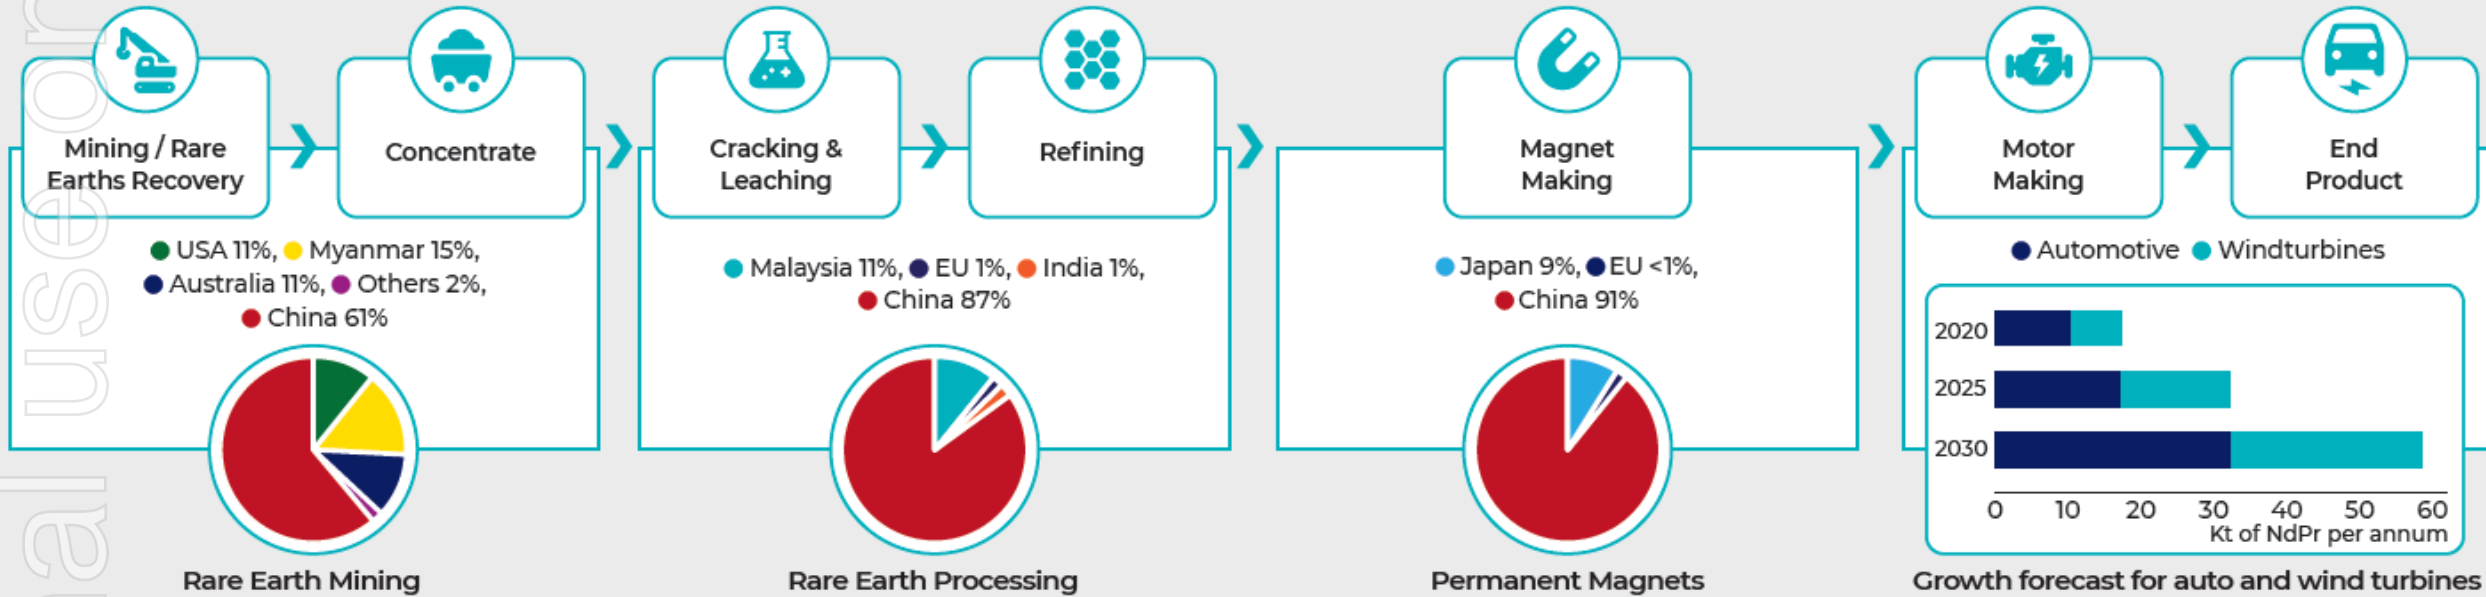 Mining / Rare
Earths Recovery
Concentrate
Cracking &
Leaching
Refining
Magnet
Making
Motor
Making
End
Product
USA 11%, Myanmar 15%,
Australia 11%, Others 2%,
China 61%
Malaysia 11%, EU 1%, India 1%,
China 87%
Japan 9%, EU <1%,
China 91%
Automotive Windturbines
2020
2025
2030
0 10 20 30 40 50 60
Kt of NdPr per annum
Rare Earth Mining
Rare Earth Processing
Permanent Magnets
Growth forecast for auto and wind turbines
use